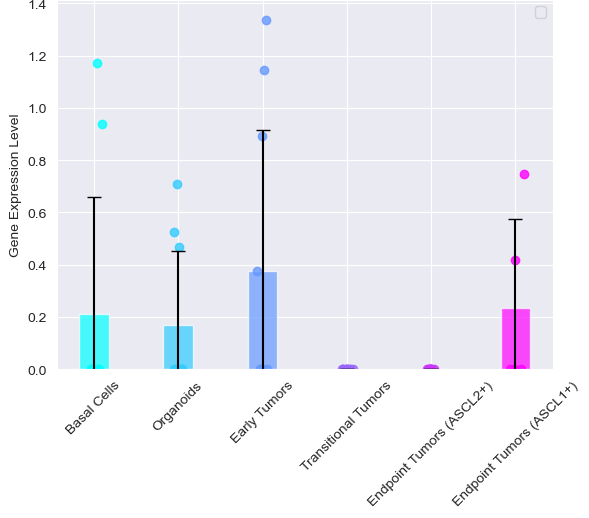 1.4
1.2
1.0
0.8
0.6
0.4
0.2
0.0
Gene Expression Level
Basal Cells
Organoids
Early Tumors
Transitional Tumors
Endpoint Tumors (ASCL2+)
Endpoint Tumors (ASCL1+)